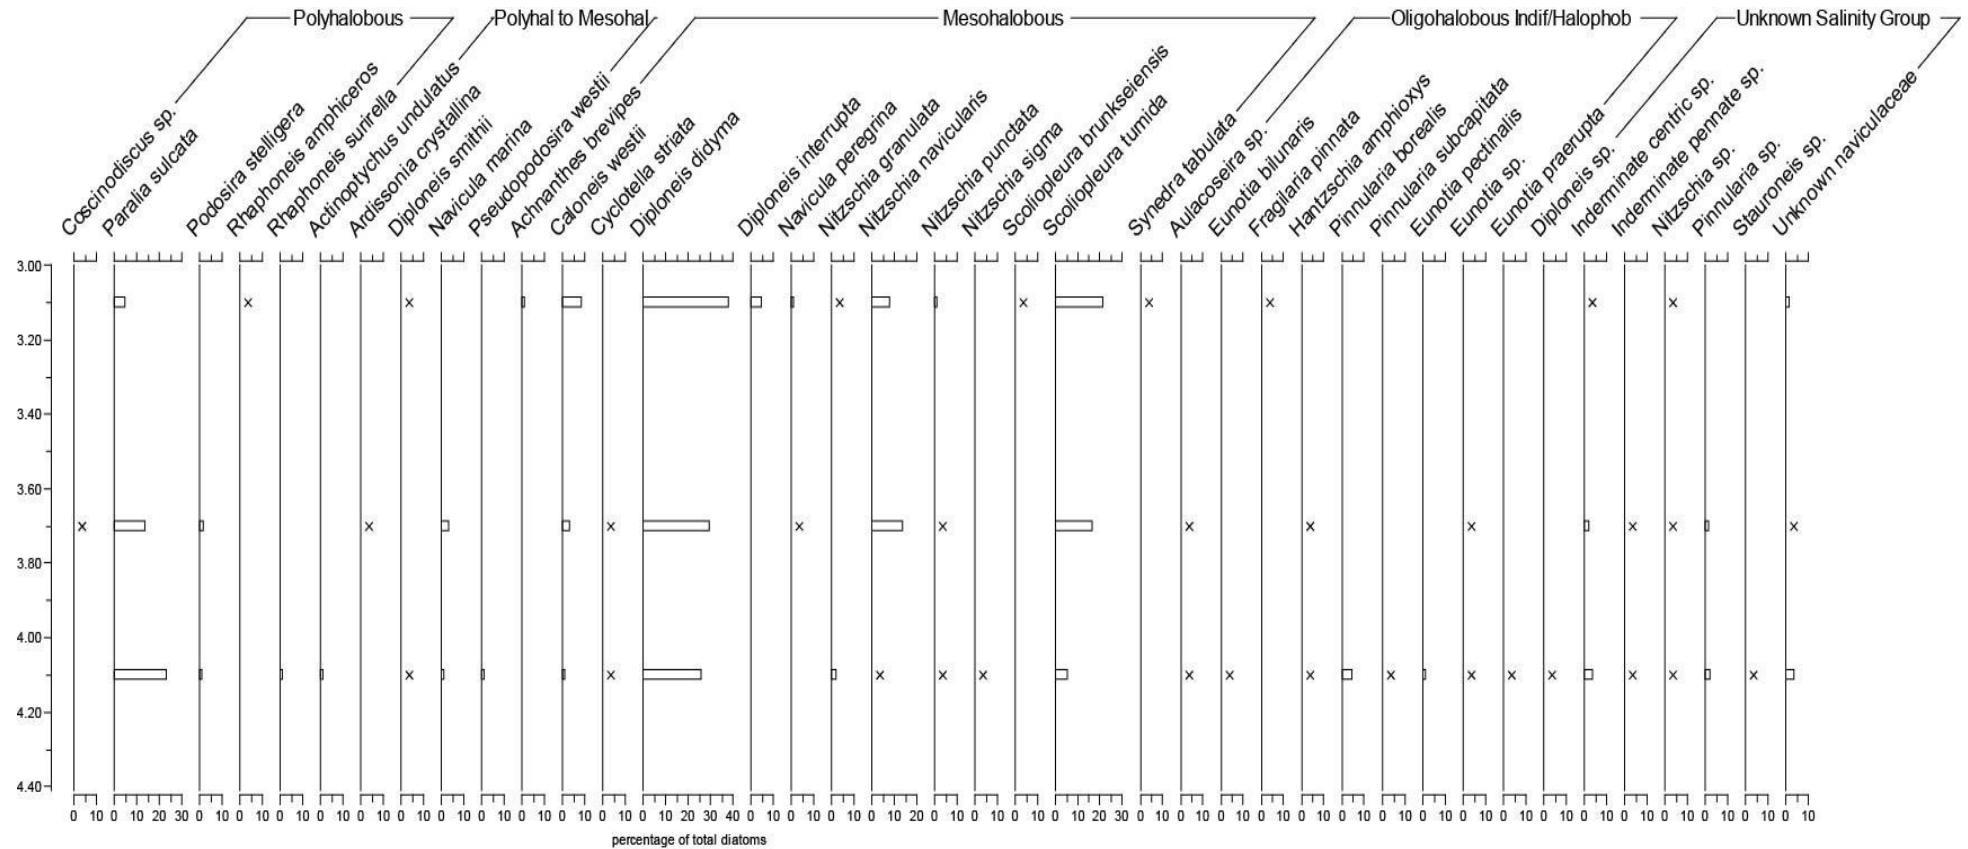 Polyhalobous
Polyhal to Mesohal
Mesohalobous
Oligohalobous Indif/Halophob
Unknown Salinity Group
Coscinodiscus sp.
Paralia sulcata
Podosira stelligera
Rhaphoneis amphiceros
Rhaphoneis surirella
Actinoptychus undulatus
Ardissonia crystallina
Diploneis smithii
Navicula marina
Pseudopodosira westii
Achnanthes brevipes
Caloneis westii
Cyclotella striata
Diploneis didyma
Diploneis interrupta
Navicula peregrina
Nitzschia granulata
Nitzschia navicularis
Nitzschia punctata
Nitzschia sigma
Scoliopleura brunkseiensis
Scoliopleura tumida
Synedra tabulata
Aulacoseira sp.
Eunotia bilunaris
Fragilaria pinnata
Hantzschia amphioxys
Pinnularia borealis
Pinnularia subcapitata
Eunotia pectinalis
Eunotia sp.
Eunotia praerupta
Diploneis sp.
Indeminate centric sp.
Indeminate pennate sp.
Nitzschia sp.
Pinnularia sp.
Stauroneis sp.
Unknown naviculaceae
3.00
3.20
3.40
3.60
3.80
4.00
4.20
4.40
0 10 0 10 20 30 0 10 0 10 0 10 0 10 0 10 0 10 0 10 0 10 0 10 0 10 0 10 0 10 20 30 40 0 10 0 10 0 10 0 10 20 0 10 0 10 0 10 0 10 20 30 0 10 0 10 0 10 0 10 0 10 0 10 0 10 0 10 0 10 0 10 0 10 0 10 0 10 0 10 0 10 0 10 0 10
percentage of total diatoms